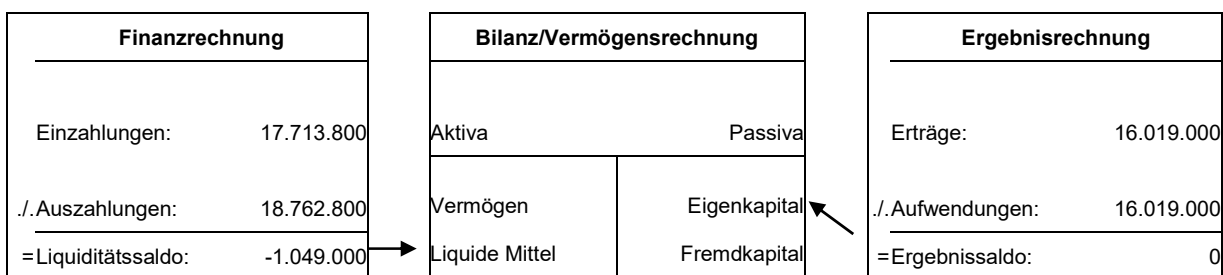 Finanzrechnung
Einzahlungen: 17.713.800
./.Auszahlungen: 18.762.800
=Liquiditätssaldo: -1.049.000
Bilanz/Vermögensrechnung
Aktiva Passiva
Vermögen Eigenkapital
Liquide Mittel Fremdkapital
Ergebnisrechnung
Erträge: 16.019.000
./.Aufwendungen: 16.019.000
=Ergebnissaldo: 0